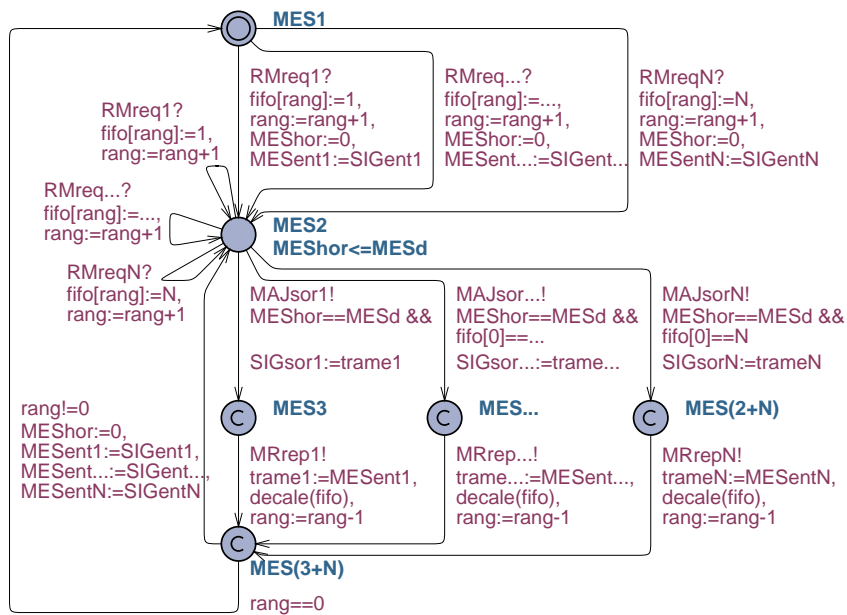 MES1
RMreq1?
fifo[rang]:=1,
rang:=rang+1,
MEShor:=0,
MESent1:=SIGent1
RMreq...?
fifo[rang]:=...,
rang:=rang+1,
MEShor:=0,
MESent...:=SIGent...
RMreqN?
fifo[rang]:=N,
rang:=rang+1,
MEShor:=0,
MESentN:=SIGentN
RMreq1?
fifo[rang]:=1,
rang:=rang+1
RMreq...?
fifo[rang]:=...,
rang:=rang+1
RMreqN?
fifo[rang]:=N,
rang:=rang+1
MES2
MEShor<=MESd
MAJsor1!
MEShor==MESd &&
SIGsor1:=trame1
MAJsor...!
MEShor==MESd &&
fifo[0]==...
SIGsor...:=trame...
MAJsorN!
MEShor==MESd &&
fifo[0]==N
SIGsorN:=trameN
C
MES3
C
MES...
C
MES(2+N)
rang!=0
MEShor:=0,
MESent1:=SIGent1,
MESent...:=SIGent...,
MESentN:=SIGentN
MRrep1!
trame1:=MESent1,
decale(fifo),
rang:=rang-1
MRrep...!
trame...:=MESent...,
decale(fifo),
rang:=rang-1
MRrepN!
trameN:=MESentN,
decale(fifo),
rang:=rang-1
C
MES(3+N)
rang==0